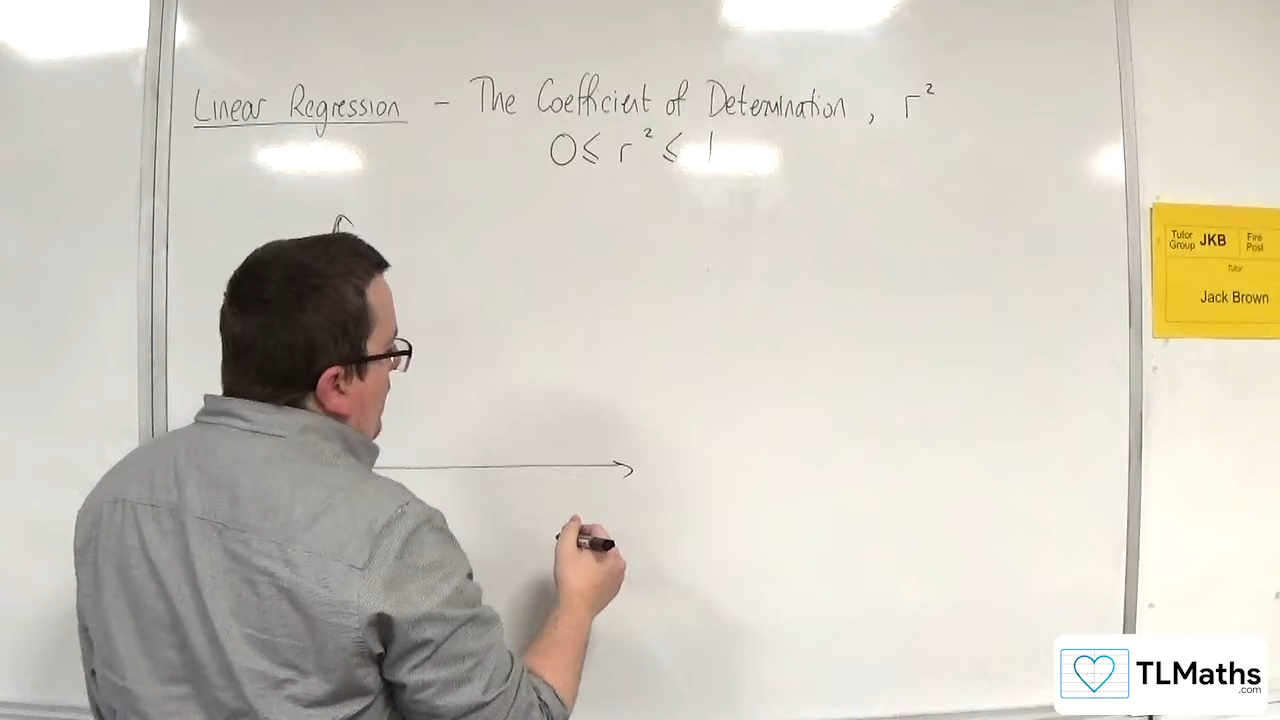 Linear Regression - The Coefficient of Determination, r²
0 ≤ r² ≤ 1
Tutor Group JKB Fire Post
Tutor
Jack Brown
TLMaths
.com